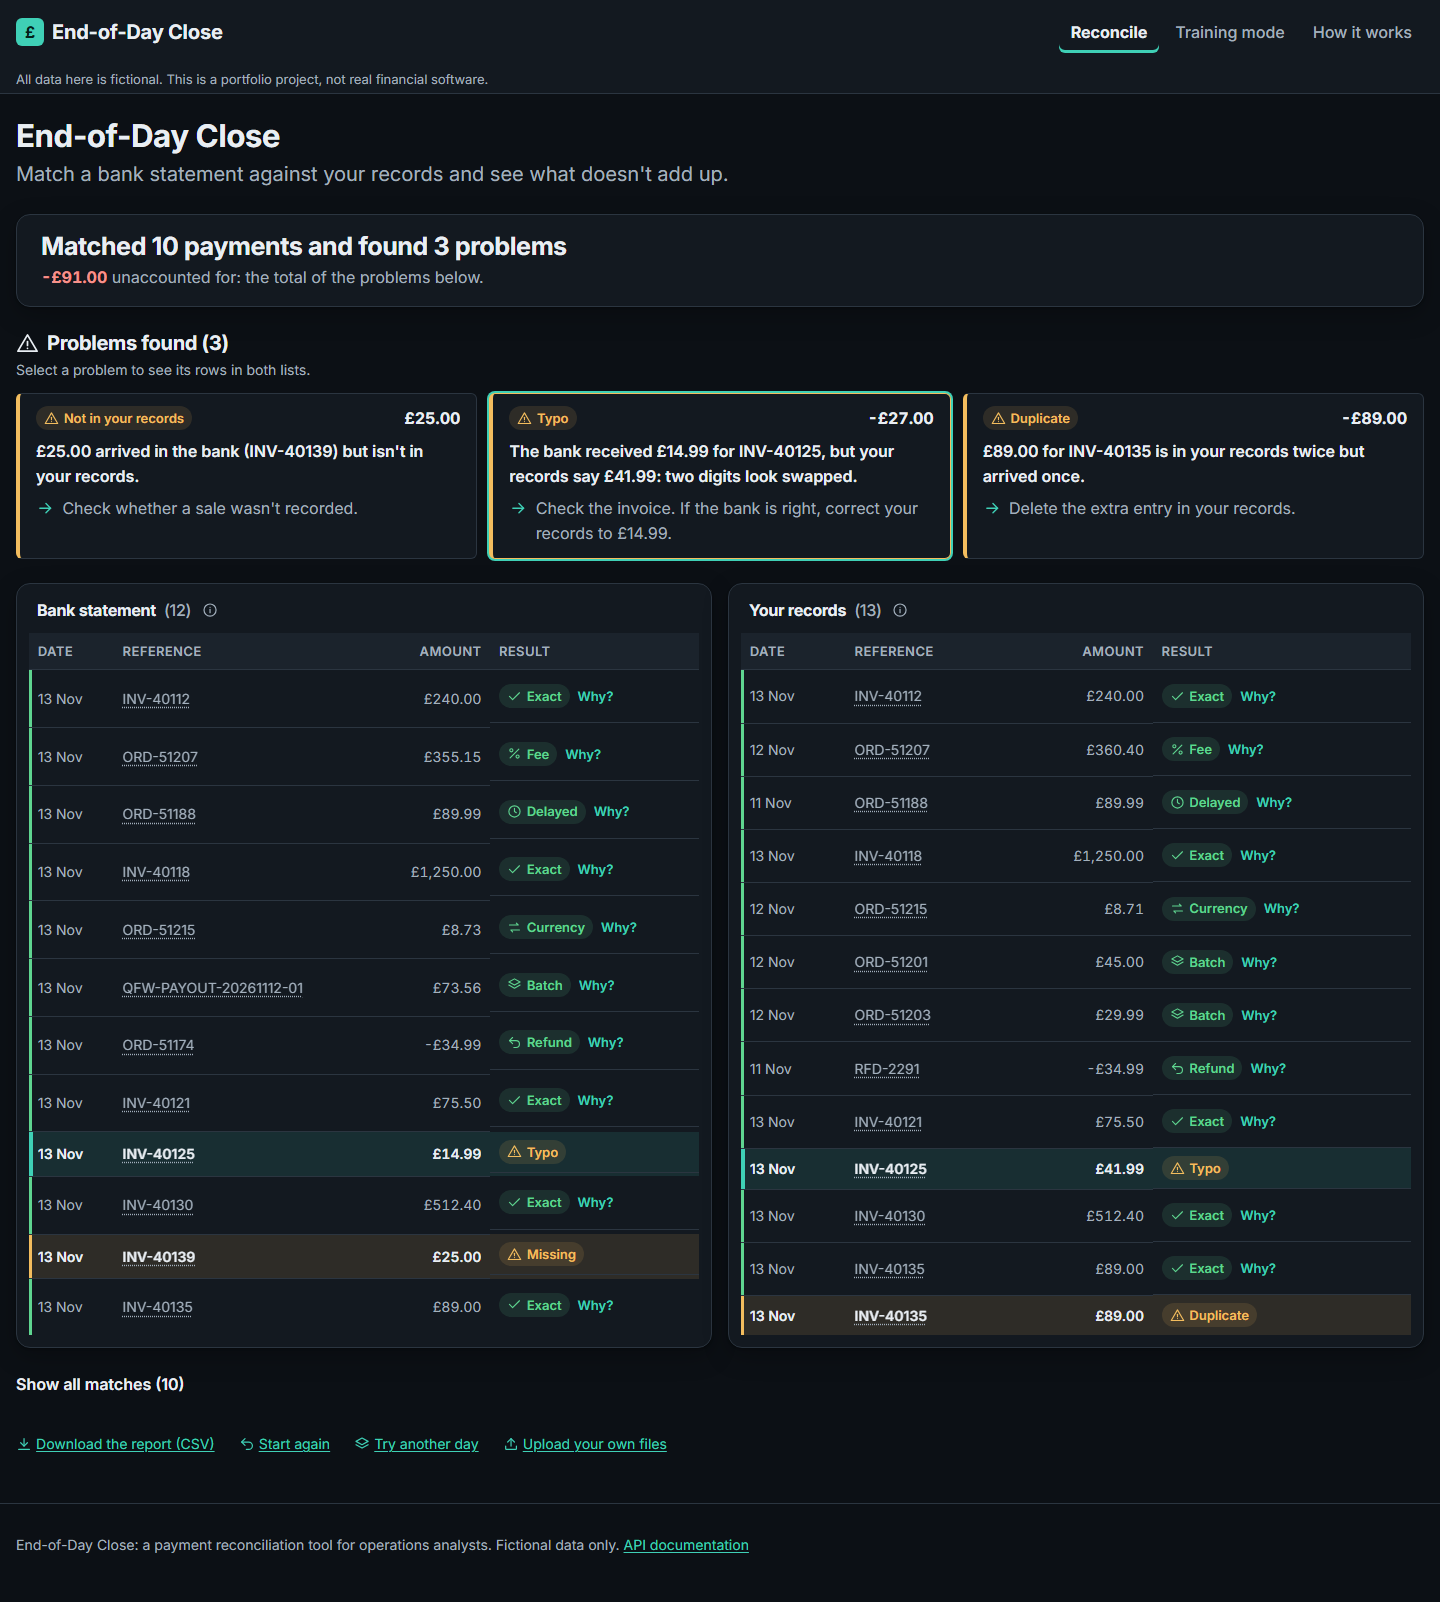 £ End-of-Day Close
Reconcile Training mode How it works
All data here is fictional. This is a portfolio project, not real financial software.
End-of-Day Close
Match a bank statement against your records and see what doesn't add up.
Matched 10 payments and found 3 problems
-£91.00 unaccounted for: the total of the problems below.
Problems found (3)
Select a problem to see its rows in both lists.
Not in your records £25.00
£25.00 arrived in the bank (INV-40139) but isn't in
your records.
→ Check whether a sale wasn't recorded.
Typo -£27.00
The bank received £14.99 for INV-40125, but your
records say £41.99: two digits look swapped.
→ Check the invoice. If the bank is right, correct your
records to £14.99.
Duplicate -£89.00
£89.00 for INV-40135 is in your records twice but
arrived once.
→ Delete the extra entry in your records.
Bank statement (12)
DATE REFERENCE AMOUNT RESULT
13 Nov INV-40112 £240.00 Exact Why?
13 Nov ORD-51207 £355.15 Fee Why?
13 Nov ORD-51188 £89.99 Delayed Why?
13 Nov INV-40118 £1,250.00 Exact Why?
13 Nov ORD-51215 £8.73 Currency Why?
13 Nov QFW-PAYOUT-20261112-01 £73.56 Batch Why?
13 Nov ORD-51174 -£34.99 Refund Why?
13 Nov INV-40121 £75.50 Exact Why?
13 Nov INV-40125 £14.99 Typo
13 Nov INV-40130 £512.40 Exact Why?
13 Nov INV-40139 £25.00 Missing
13 Nov INV-40135 £89.00 Exact Why?
Your records (13)
DATE REFERENCE AMOUNT RESULT
13 Nov INV-40112 £240.00 Exact Why?
12 Nov ORD-51207 £360.40 Fee Why?
11 Nov ORD-51188 £89.99 Delayed Why?
13 Nov INV-40118 £1,250.00 Exact Why?
12 Nov ORD-51215 £8.71 Currency Why?
12 Nov ORD-51201 £45.00 Batch Why?
12 Nov ORD-51203 £29.99 Batch Why?
11 Nov RFD-2291 -£34.99 Refund Why?
13 Nov INV-40121 £75.50 Exact Why?
13 Nov INV-40125 £41.99 Typo
13 Nov INV-40130 £512.40 Exact Why?
13 Nov INV-40135 £89.00 Exact Why?
13 Nov INV-40135 £89.00 Duplicate
Show all matches (10)
Download the report (CSV) Start again Try another day Upload your own files
End-of-Day Close: a payment reconciliation tool for operations analysts. Fictional data only. API documentation